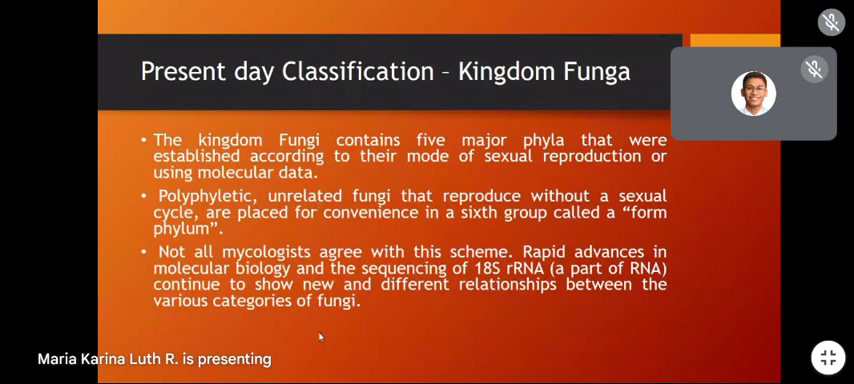 Present day Classification – Kingdom Funga
• The kingdom Fungi contains five major phyla that were
established according to their mode of sexual reproduction or
using molecular data.
• Polyphyletic, unrelated fungi that reproduce without a sexual
cycle, are placed for convenience in a sixth group called a “form
phylum”.
• Not all mycologists agree with this scheme. Rapid advances in
molecular biology and the sequencing of 18S rRNA (a part of RNA)
continue to show new and different relationships between the
various categories of fungi.
Maria Karina Luth R. is presenting